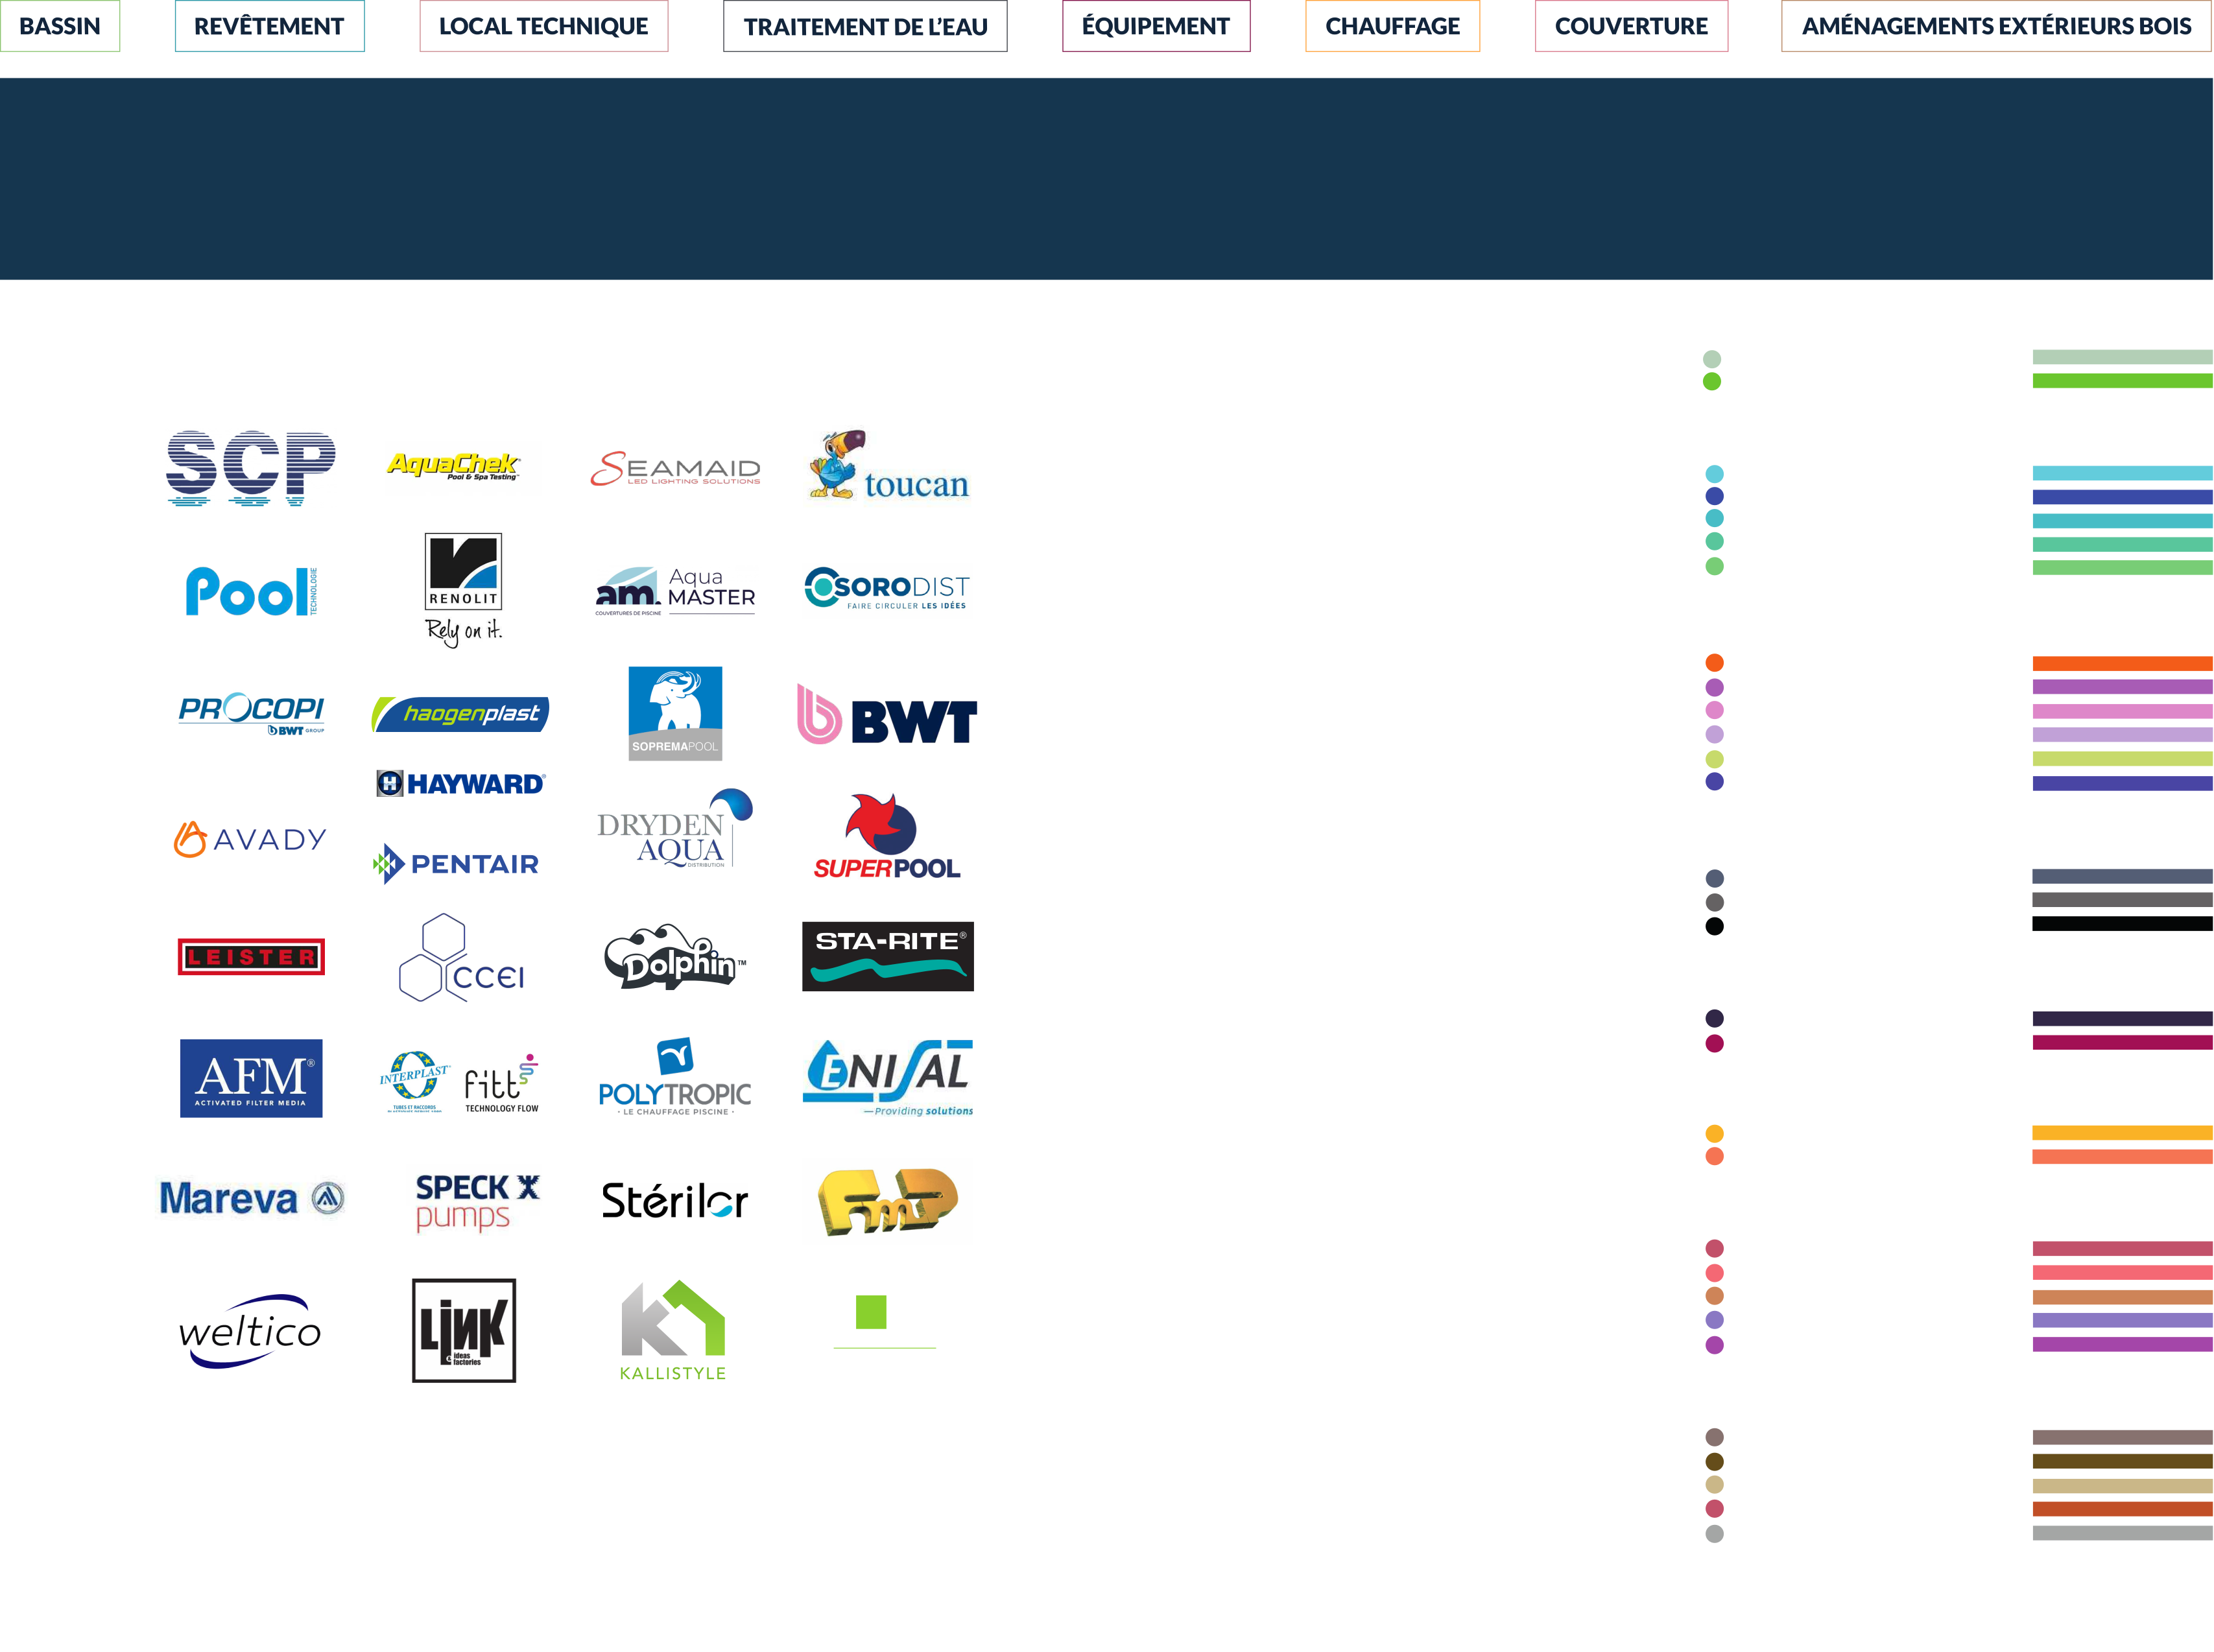 BASSIN
REVÊTEMENT
LOCAL TECHNIQUE
TRAITEMENT DE L'EAU
ÉQUIPEMENT
CHAUFFAGE
COUVERTURE
AMÉNAGEMENTS EXTÉRIEURS BOIS
SCP
AquaChek
Pool & Spa Testing™
SEAMAID
LED LIGHTING SOLUTIONS
toucan
Pool TECHNOLOGIE
RENOLIT
Rely on it.
am. Aqua MASTER
COUVERTURES DE PISCINE
SORODIST
FAIRE CIRCULER LES IDÉES
PROCOPI
BWT GROUP
haogenplast
SOPREMAPOOL
BWT
HAYWARD®
AVADY
PENTAIR
DRYDEN
AQUA
DISTRIBUTION
SUPERPOOL
LEISTER
CCEI
Dolphin™
STA-RITE®
AFM®
ACTIVATED FILTER MEDIA
INTERPLAST
TUBES ET RACCORDS
fitt
TECHNOLOGY FLOW
POLYTROPIC
- LE CHAUFFAGE PISCINE -
ENISAL
—Providing solutions
Mareva
SPECK
pumps
Stérilor
FmP
weltico
LINK
ideas
& factories
KALLISTYLE